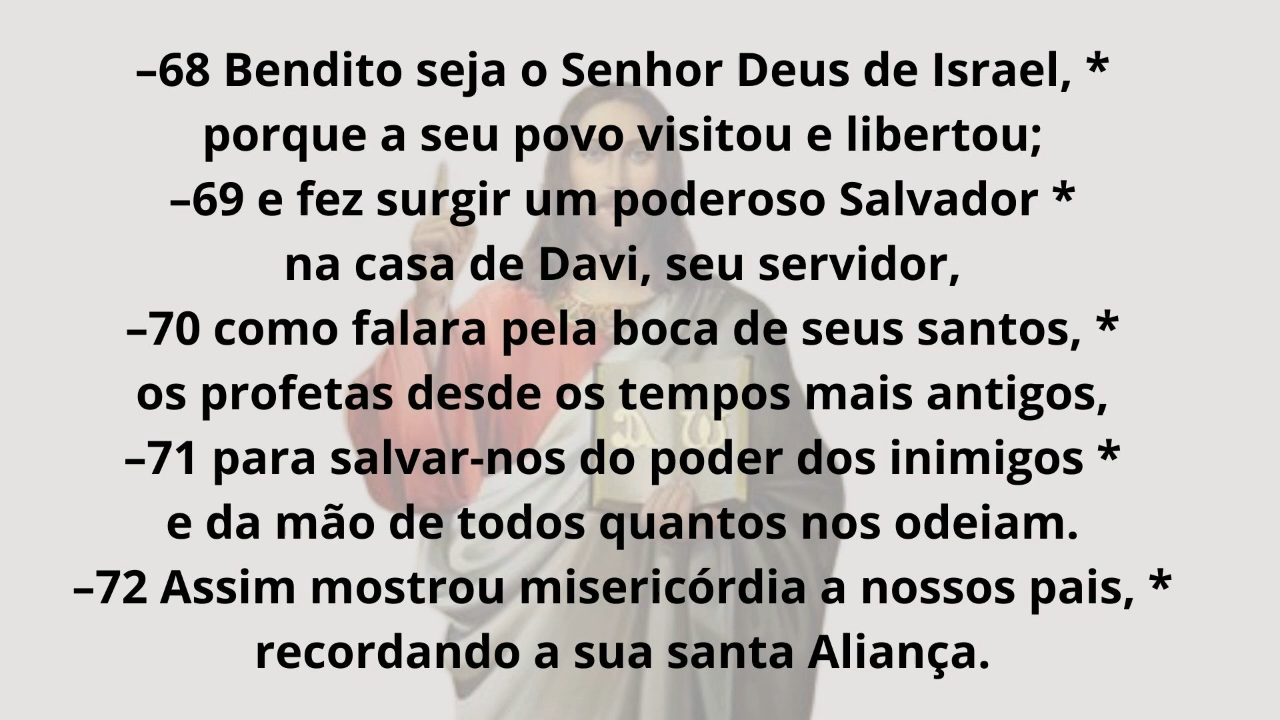 –68 Bendito seja o Senhor Deus de Israel, *
porque a seu povo visitou e libertou;
–69 e fez surgir um poderoso Salvador *
na casa de Davi, seu servidor,
–70 como falara pela boca de seus santos, *
os profetas desde os tempos mais antigos,
–71 para salvar-nos do poder dos inimigos *
e da mão de todos quantos nos odeiam.
–72 Assim mostrou misericórdia a nossos pais, *
recordando a sua santa Aliança.